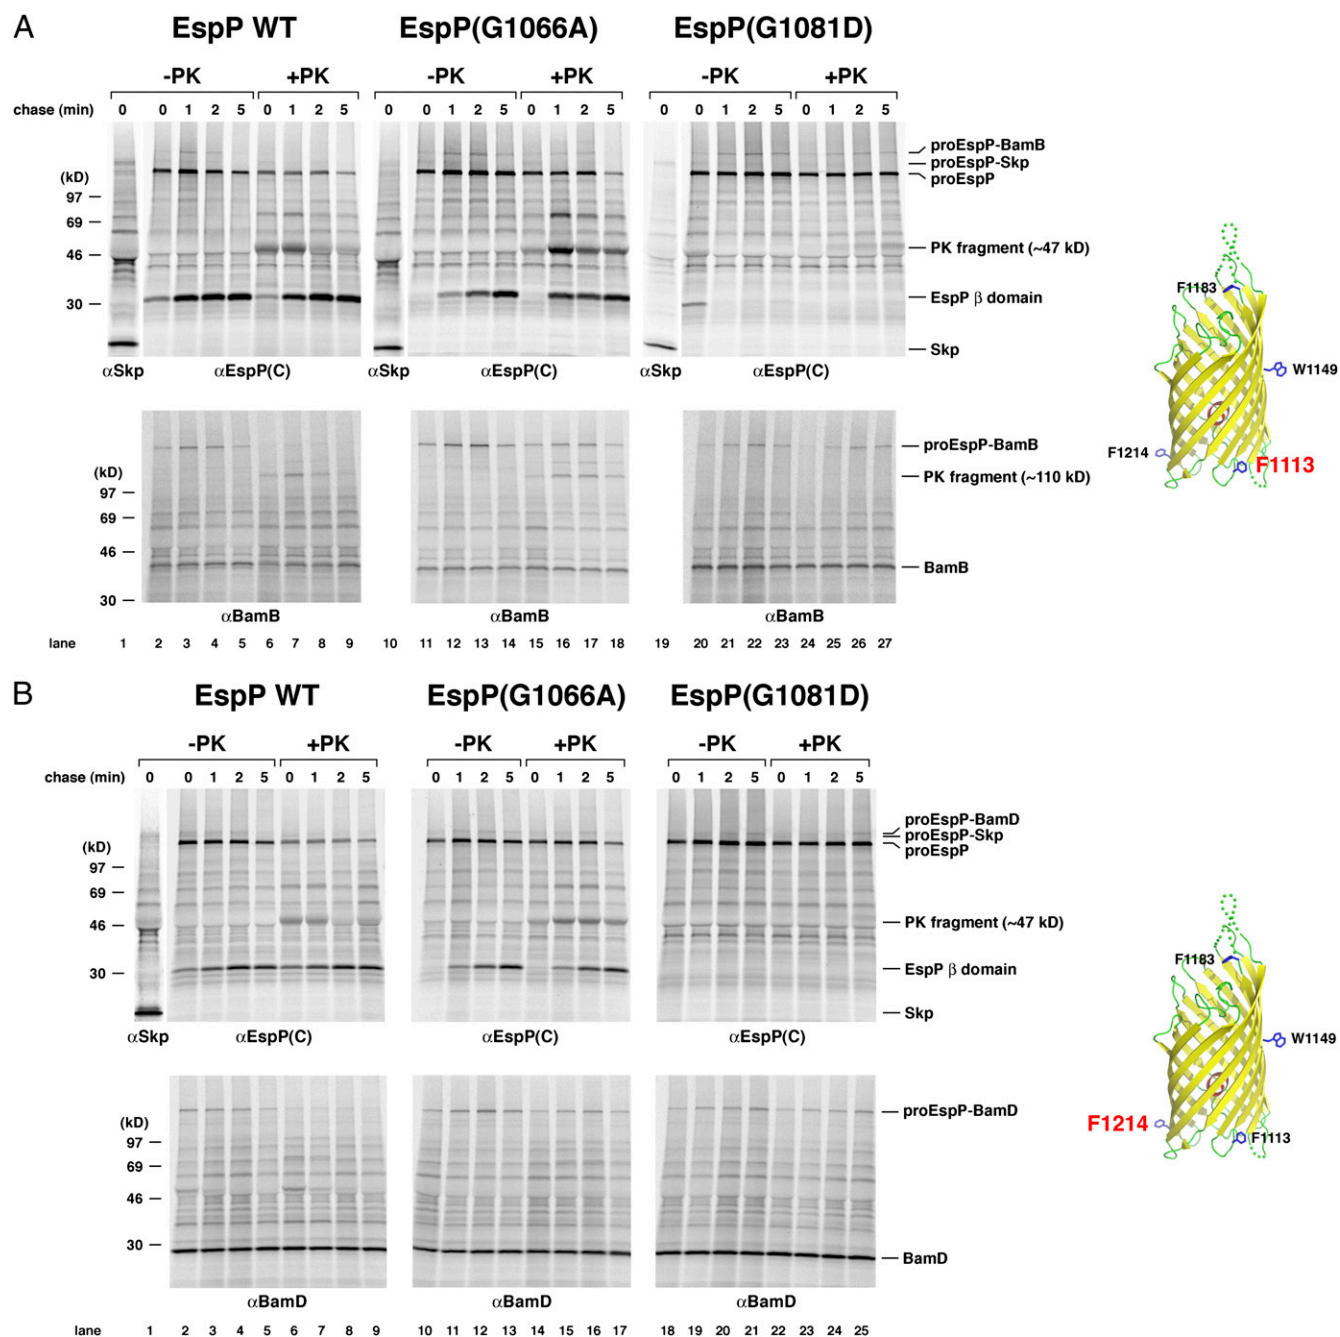 A
EspP WT EspP(G1066A) EspP(G1081D)
-PK +PK -PK +PK -PK +PK
chase (min) 0 0 1 2 5 0 1 2 5 0 0 1 2 5 0 1 2 5 0 0 1 2 5 0 1 2 5
proEspP-BamB
proEspP-Skp
proEspP
(kD)
97
69
46
30
PK fragment (~47 kD)
EspP β domain
Skp
αSkp αEspP(C) αSkp αEspP(C) αSkp αEspP(C)
F1183
W1149
F1214
F1113
(kD)
97
69
46
30
proEspP-BamB
PK fragment (~110 kD)
BamB
αBamB αBamB αBamB
lane 1 2 3 4 5 6 7 8 9 10 11 12 13 14 15 16 17 18 19 20 21 22 23 24 25 26 27
B
EspP WT EspP(G1066A) EspP(G1081D)
-PK +PK -PK +PK -PK +PK
chase (min) 0 0 1 2 5 0 1 2 5 0 1 2 5 0 1 2 5 0 1 2 5 0 1 2 5
proEspP-BamD
proEspP-Skp
proEspP
(kD)
97
69
46
30
PK fragment (~47 kD)
EspP β domain
Skp
αSkp αEspP(C) αEspP(C) αEspP(C)
F1183
W1149
F1214
F1113
(kD)
97
69
46
30
proEspP-BamD
BamD
αBamD αBamD αBamD
lane 1 2 3 4 5 6 7 8 9 10 11 12 13 14 15 16 17 18 19 20 21 22 23 24 25